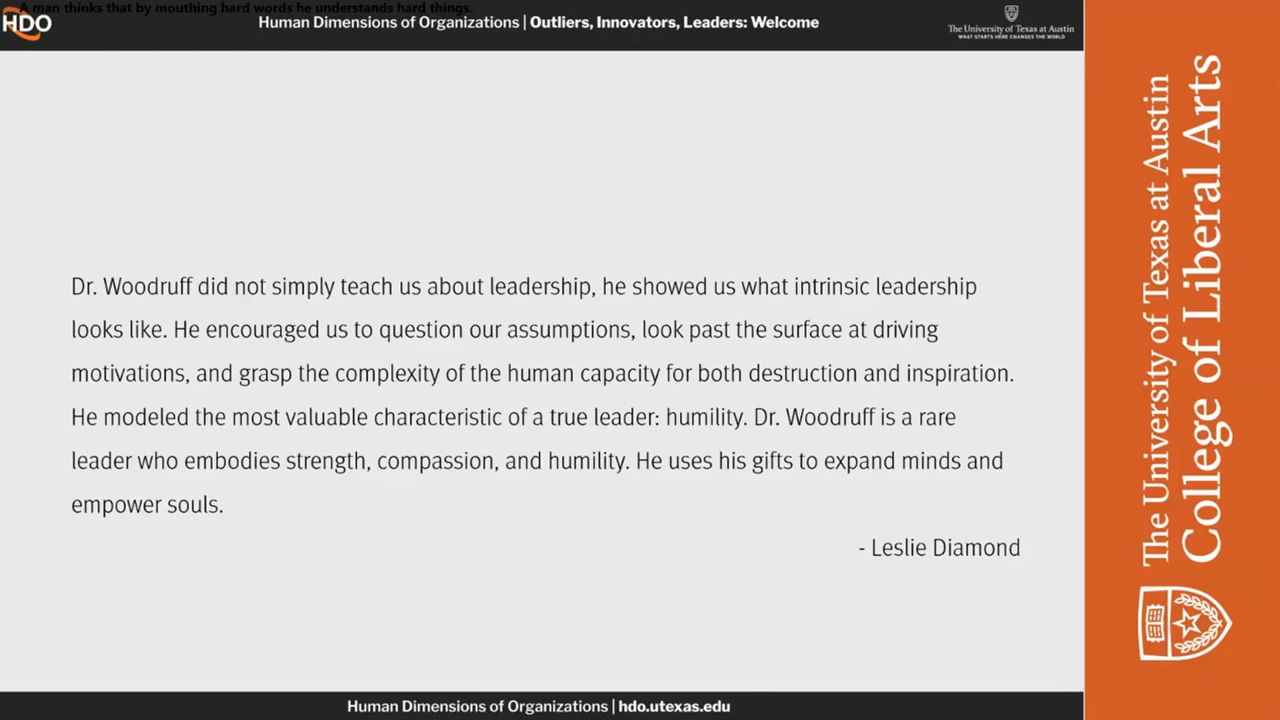 A man thinks that by mouthing hard words he understands hard things.
HDO
Human Dimensions of Organizations | Outliers, Innovators, Leaders: Welcome
The University of Texas at Austin
WHAT STARTS HERE CHANGES THE WORLD
Dr. Woodruff did not simply teach us about leadership, he showed us what intrinsic leadership
looks like. He encouraged us to question our assumptions, look past the surface at driving
motivations, and grasp the complexity of the human capacity for both destruction and inspiration.
He modeled the most valuable characteristic of a true leader: humility. Dr. Woodruff is a rare
leader who embodies strength, compassion, and humility. He uses his gifts to expand minds and
empower souls.
- Leslie Diamond
Human Dimensions of Organizations | hdo.utexas.edu
The University of Texas at Austin
College of Liberal Arts